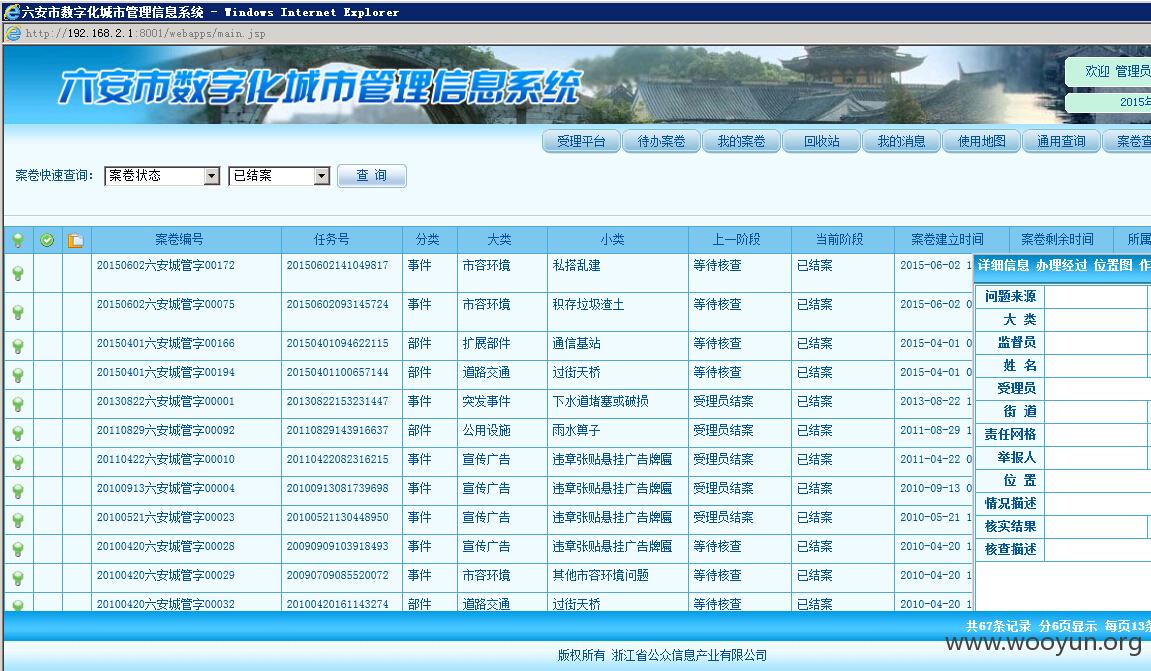 六安市数字化城市管理信息系统 - Windows Internet Explorer
http://192.168.2.1:8001/webapps/main.jsp
六安市数字化城市管理信息系统
欢迎 管理员
2015年
受理平台 待办案卷 我的案卷 回收站 我的消息 使用地图 通用查询 案卷查
案卷快速查询： 案卷状态 已结案 查 询
案卷编号 任务号 分类 大类 小类 上一阶段 当前阶段 案卷建立时间 案卷剩余时间 所属
20150602六安城管字00172 20150602141049817 事件 市容环境 私搭乱建 等待核查 已结案 2015-06-02 1
20150602六安城管字00075 20150602093145724 事件 市容环境 积存垃圾渣土 等待核查 已结案 2015-06-02 0
20150401六安城管字00166 20150401094622115 部件 扩展部件 通信基站 等待核查 已结案 2015-04-01 0
20150401六安城管字00194 20150401100657144 部件 道路交通 过街天桥 等待核查 已结案 2015-04-01 0
20130822六安城管字00001 20130822153231447 事件 突发事件 下水道堵塞或破损 受理员结案 已结案 2013-08-22 1
20110829六安城管字00092 20110829143916637 部件 公用设施 雨水箅子 受理员结案 已结案 2011-08-29 1
20110422六安城管字00010 20110422082316215 事件 宣传广告 违章张贴悬挂广告牌匾 受理员结案 已结案 2011-04-22 0
20100913六安城管字00004 20100913081739698 事件 宣传广告 违章张贴悬挂广告牌匾 受理员结案 已结案 2010-09-13 0
20100521六安城管字00023 20100521130448950 事件 宣传广告 违章张贴悬挂广告牌匾 受理员结案 已结案 2010-05-21 1
20100420六安城管字00028 20090909103918493 事件 宣传广告 违章张贴悬挂广告牌匾 等待核查 已结案 2010-04-20 1
20100420六安城管字00029 20090709085520072 事件 市容环境 其他市容环境问题 等待核查 已结案 2010-04-20 1
20100420六安城管字00032 20100420161143274 部件 道路交通 过街天桥 等待核查 已结案 2010-04-20 1
详细信息 办理经过 位置图 作
问题来源
大 类
监督员
姓 名
受理员
街 道
责任网格
举报人
位 置
情况描述
核实结果
核查描述
共67条记录 分6页显示 每页13条
www.wooyun.org
版权所有 浙江省公众信息产业有限公司